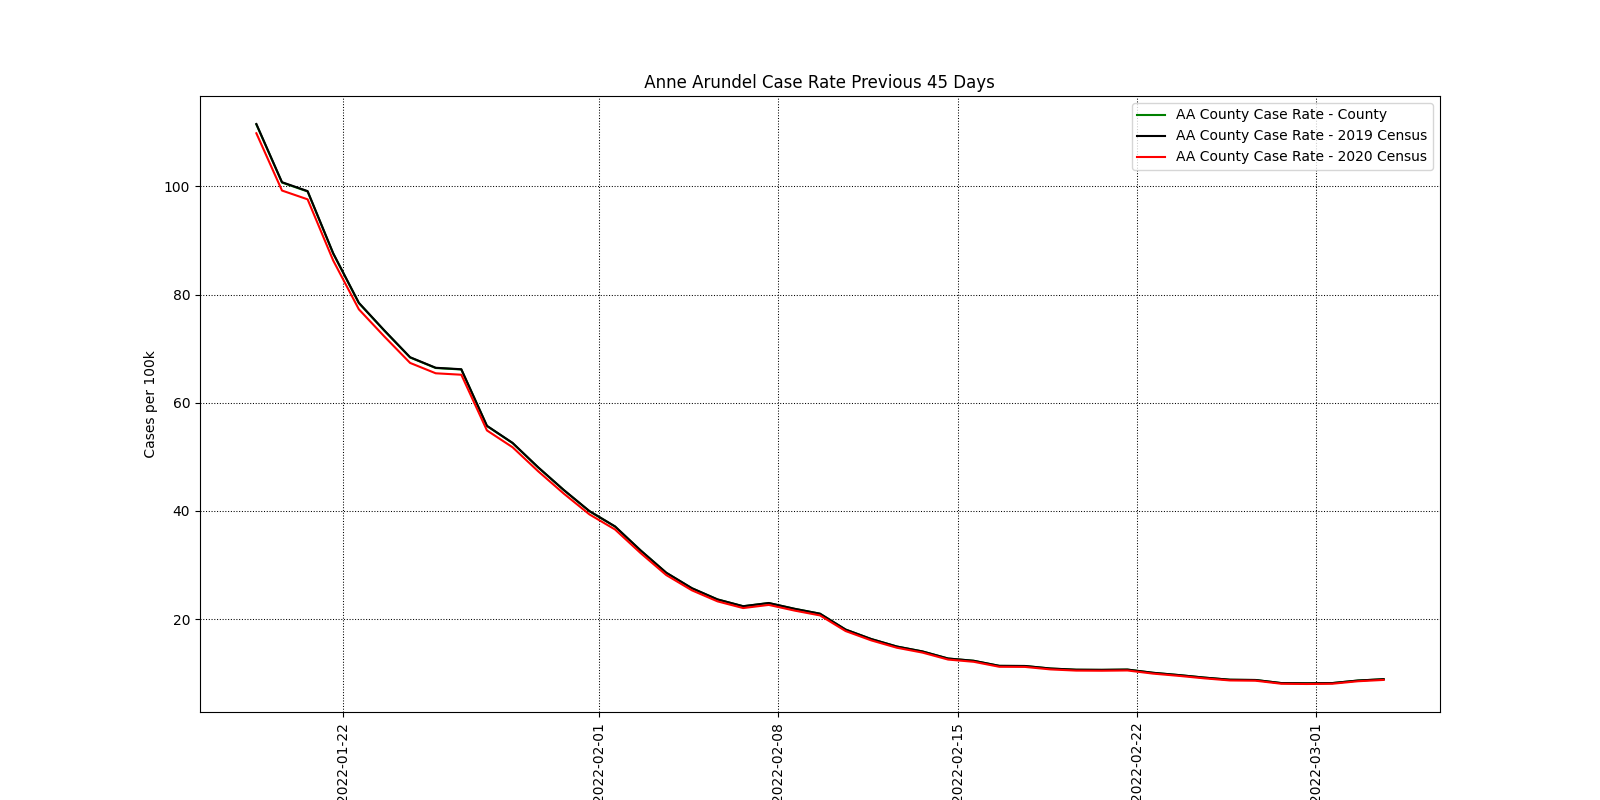 Anne Arundel Case Rate Previous 45 Days
AA County Case Rate - County
AA County Case Rate - 2019 Census
AA County Case Rate - 2020 Census
100
80
60
40
20
Cases per 100k
2022-01-22
2022-02-01
2022-02-08
2022-02-15
2022-02-22
2022-03-01